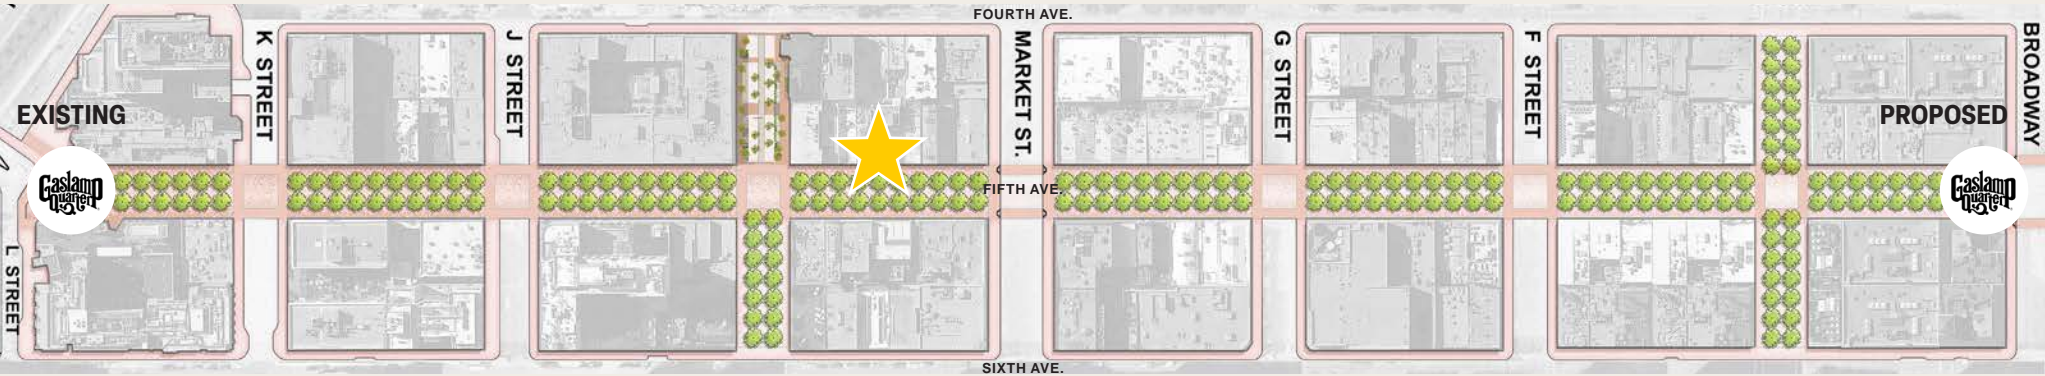 FOURTH AVE.
K STREET
J STREET
MARKET ST.
G STREET
F STREET
BROADWAY
EXISTING
PROPOSED
Gaslamp
Quarter
FIFTH AVE.
Gaslamp
Quarter
L STREET
SIXTH AVE.